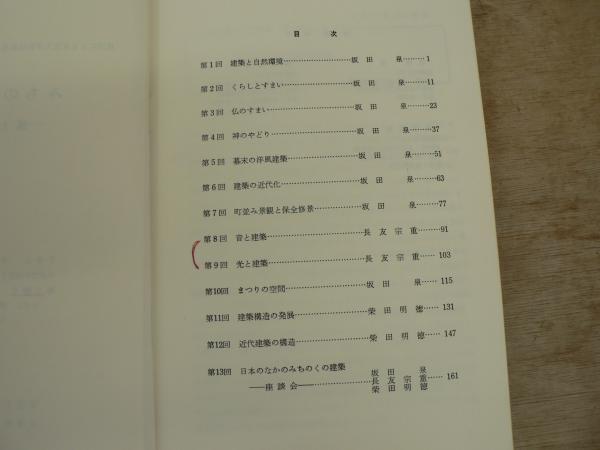 目次
第1回 建築と自然環境………………………坂田 泉………1
第2回 くらしとすまい………………………坂田 泉………11
第3回 仏のすまい……………………………坂田 泉………23
第4回 神のやどり……………………………坂田 泉………37
第5回 幕末の洋風建築………………………坂田 泉………51
第6回 建築の近代化…………………………坂田 泉………63
第7回 町並み景観と保全修景………………坂田 泉………77
第8回 音と建築………………………………長友宗重………91
第9回 光と建築………………………………長友宗重……103
第10回 まつりの空間…………………………坂田 泉……115
第11回 建築構造の発展………………………柴田明徳……131
第12回 近代建築の構造………………………柴田明徳……147
第13回 日本のなかのみちのくの建築
──座談会──…………………坂田 泉 長友宗重 柴田明徳……161
みちの